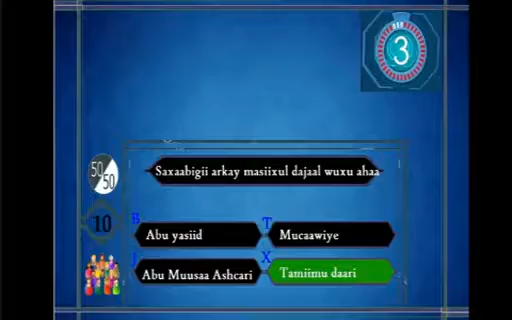 3
50
50
Saxaabigii arkay masiixul dajaal wuxu ahaa
10
B
Abu yasiid
T
Mucaawiye
J
Abu Muusaa Ashcari
X
Tamiimu daari